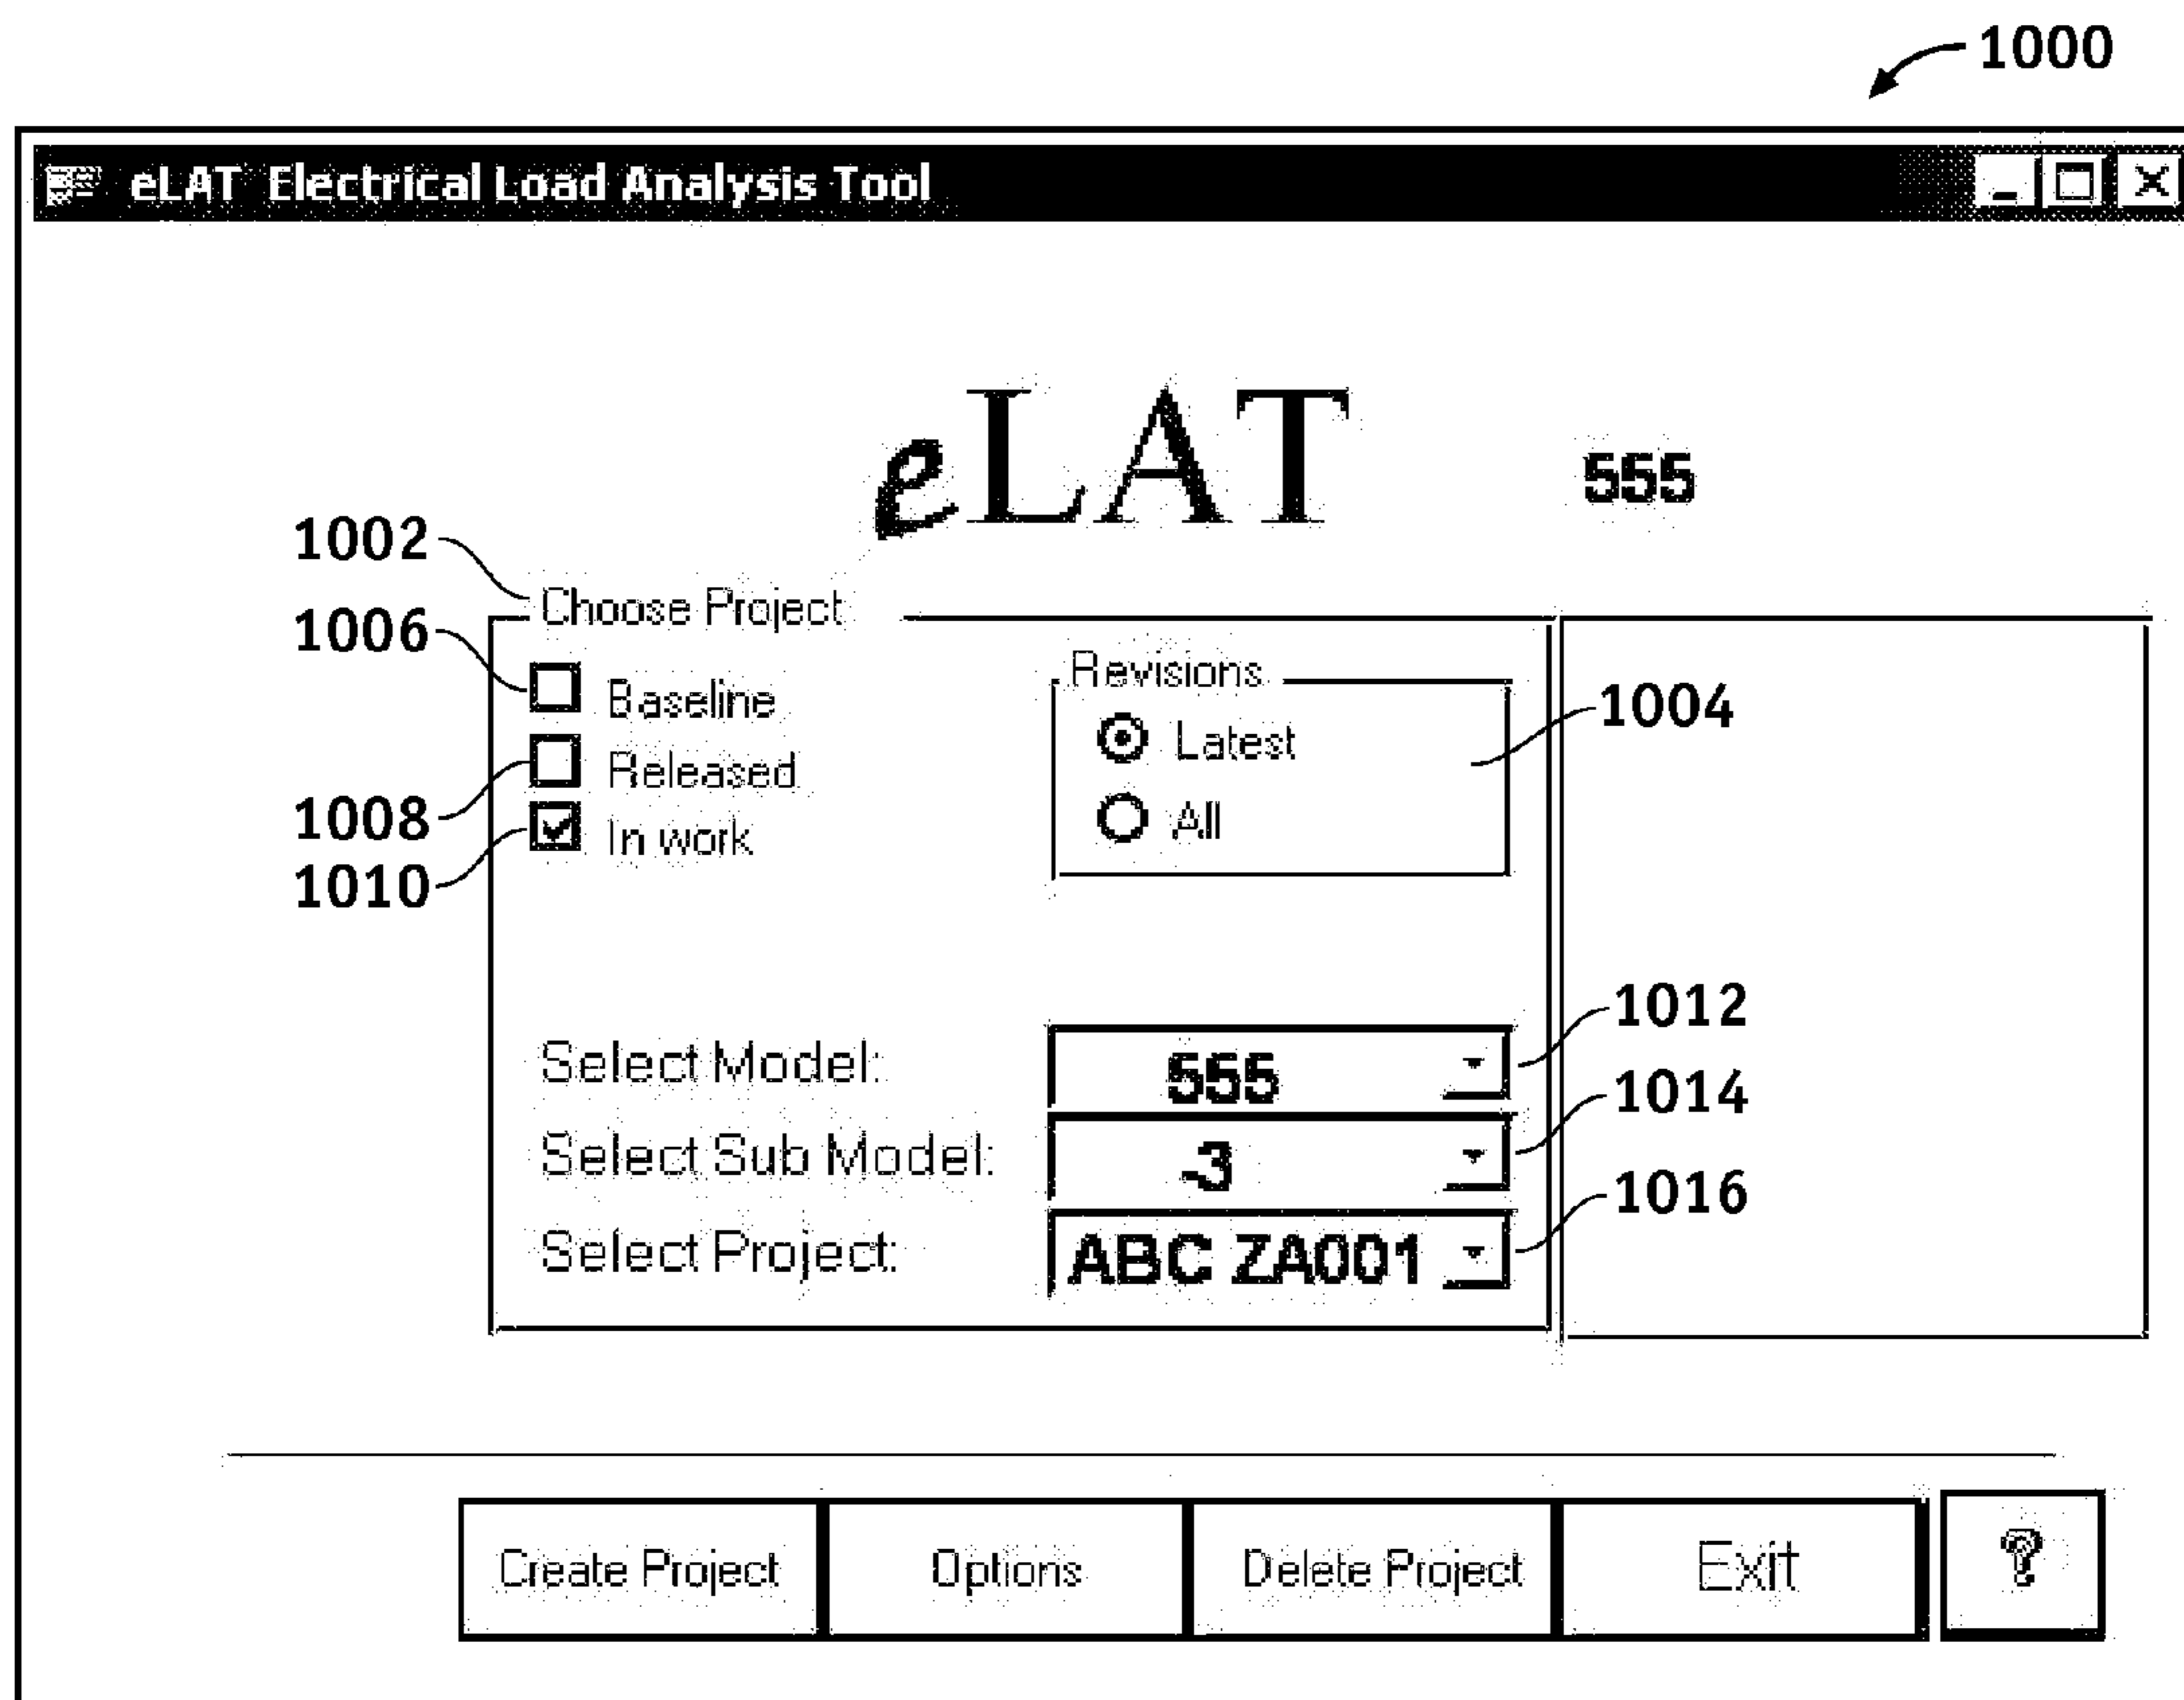 1000
eLAT Electrical Load Analysis Tool
eLAT 555
1002 Choose Project
1006 Baseline
Revisions
1004
Latest
1008 Released
All
1010 In work
Select Model: 555 1012
Select Sub Model: -3 1014
Select Project: ABC ZA001 1016
Create Project Options Delete Project Exit ?